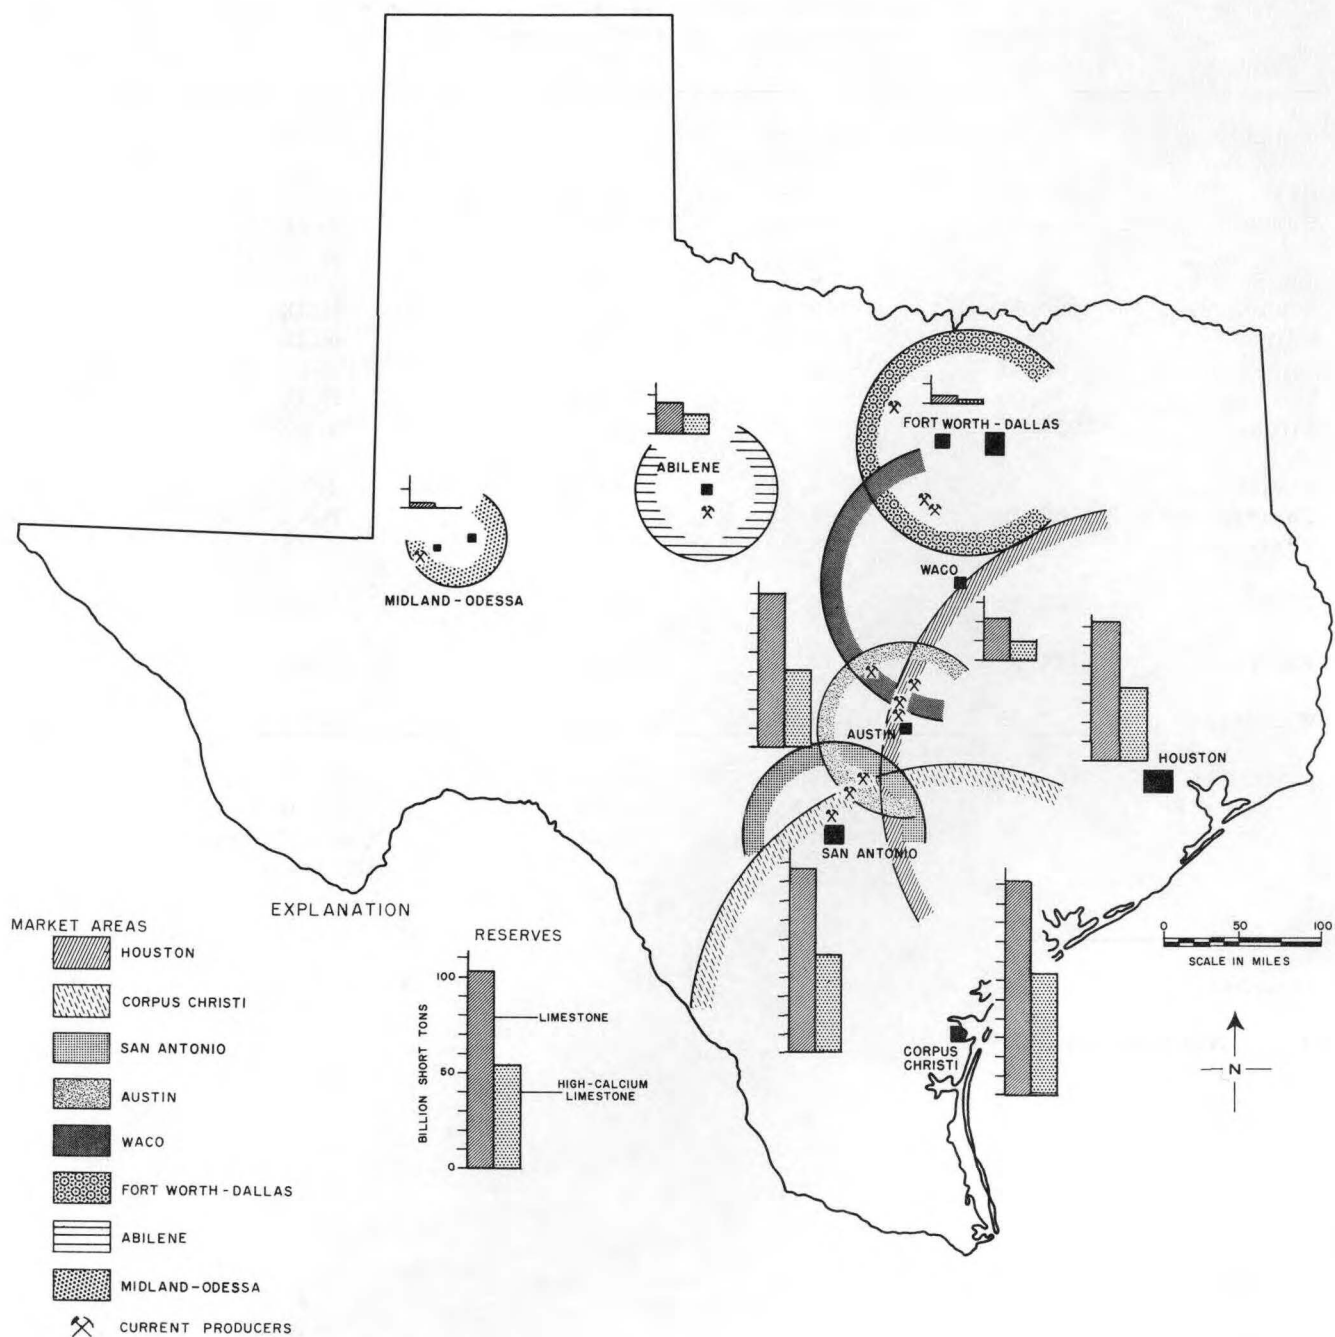 FORT WORTH-DALLAS
ABILENE
MIDLAND-ODESSA
WACO
AUSTIN
HOUSTON
SAN ANTONIO
CORPUS
CHRISTI
0 50 100
SCALE IN MILES
N
EXPLANATION
MARKET AREAS
HOUSTON
CORPUS CHRISTI
SAN ANTONIO
AUSTIN
WACO
FORT WORTH-DALLAS
ABILENE
MIDLAND-ODESSA
CURRENT PRODUCERS
RESERVES
BILLION SHORT TONS
100
50
0
LIMESTONE
HIGH-CALCIUM
LIMESTONE